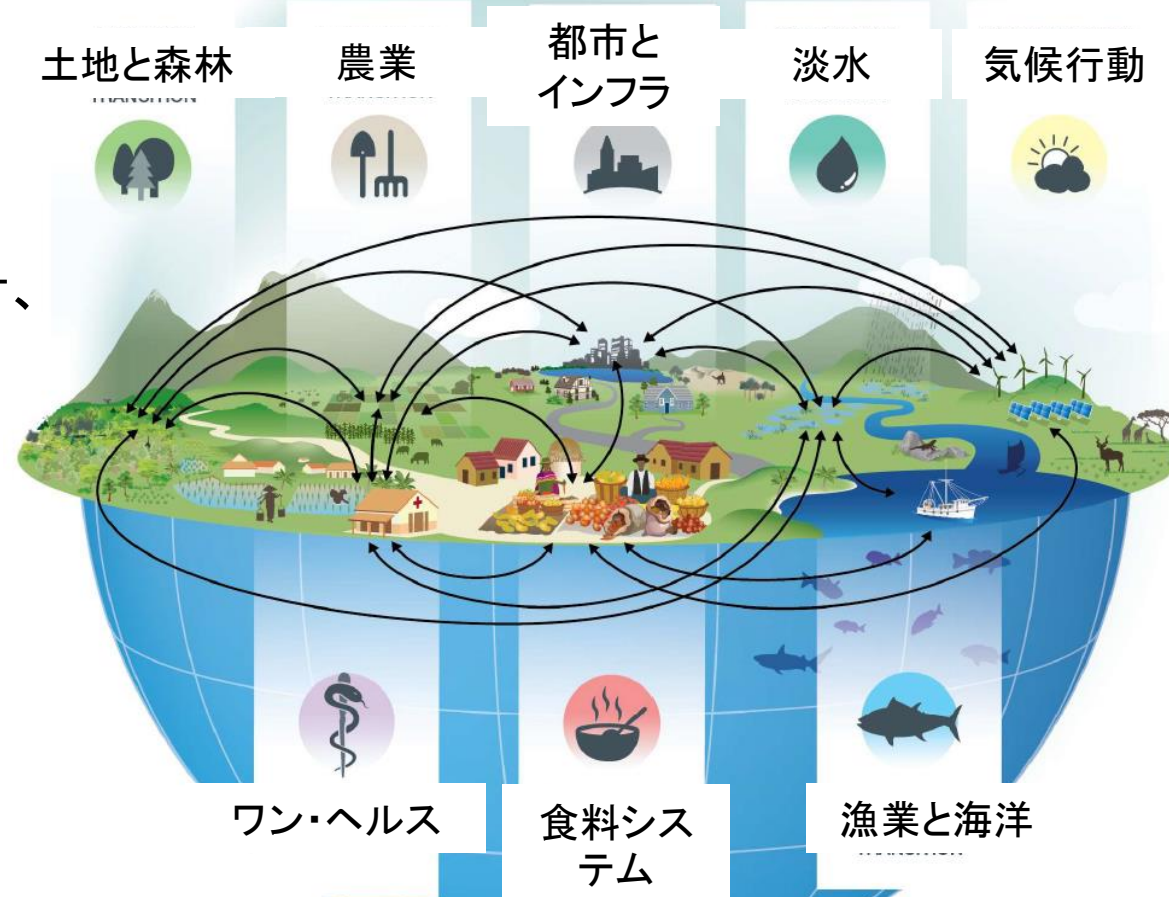 土地と森林
農業
都市と
インフラ
淡水
気候行動
TRANSITION
、
ワン・ヘルス
食料シス
テム
漁業と海洋